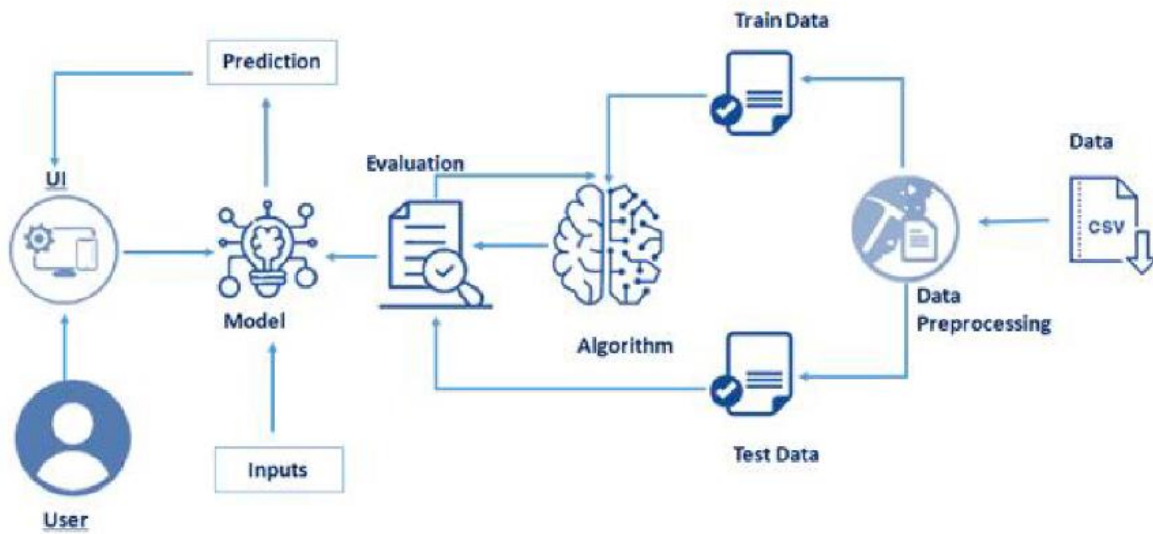 Train Data
Prediction
Data
Evaluation
UI
CSV
Model
Data
Preprocessing
Algorithm
Inputs
Test Data
User